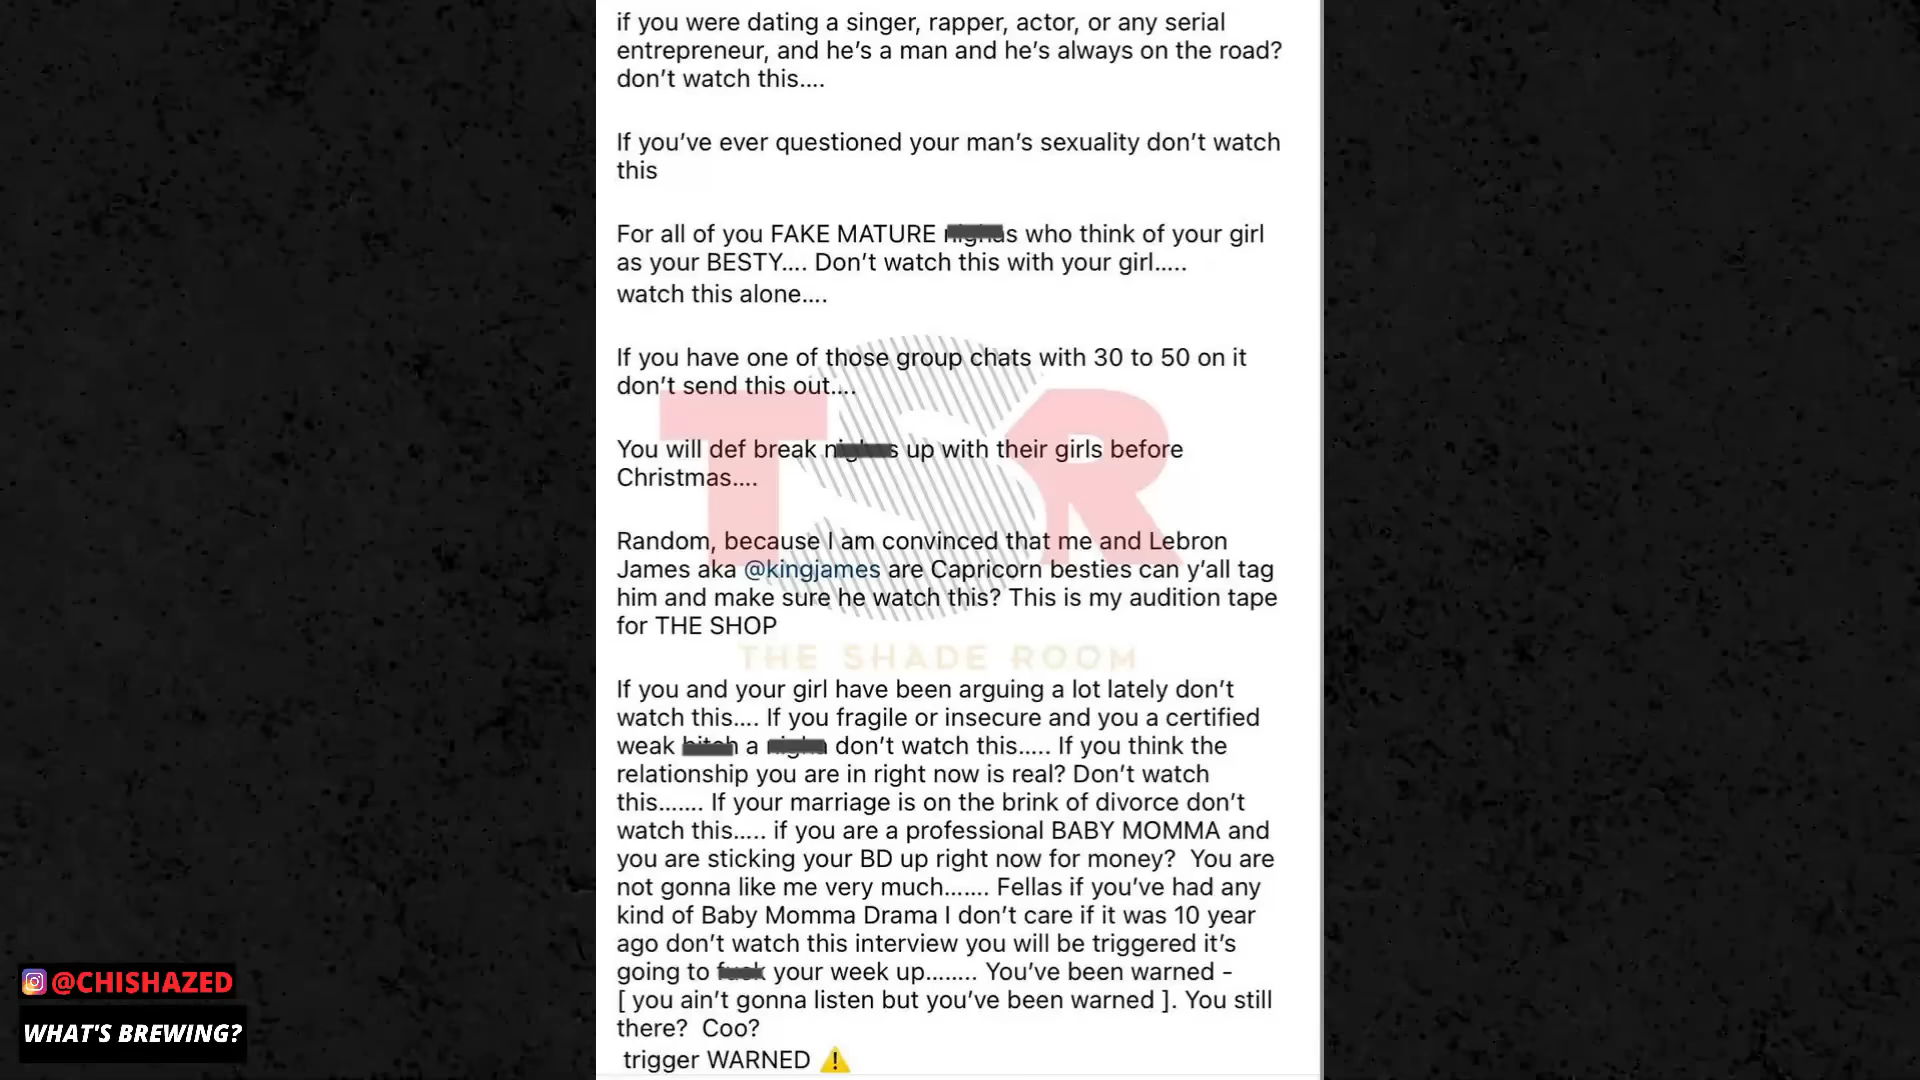 if you were dating a singer, rapper, actor, or any serial
entrepreneur, and he’s a man and he’s always on the road?
don’t watch this....
If you’ve ever questioned your man’s sexuality don’t watch
this
For all of you FAKE MATURE who think of your girl
as your BESTY.... Don’t watch this with your girl.....
watch this alone....
If you have one of those group chats with 30 to 50 on it
don’t send this out....
You will def break up with their girls before
Christmas....
Random, because I am convinced that me and Lebron
James aka @kingjames are Capricorn besties can y’all tag
him and make sure he watch this? This is my audition tape
for THE SHOP
TSR
THE SHADE ROOM
If you and your girl have been arguing a lot lately don’t
watch this.... If you fragile or insecure and you a certified
weak a don’t watch this..... If you think the
relationship you are in right now is real? Don’t watch
this....... If your marriage is on the brink of divorce don’t
watch this..... if you are a professional BABY MOMMA and
you are sticking your BD up right now for money? You are
not gonna like me very much....... Fellas if you’ve had any
kind of Baby Momma Drama I don’t care if it was 10 year
ago don’t watch this interview you will be triggered it’s
going to your week up........ You’ve been warned -
[ you ain’t gonna listen but you’ve been warned ]. You still
there? Coo?
trigger WARNED ⚠️
@CHISHAZED
WHAT'S BREWING?